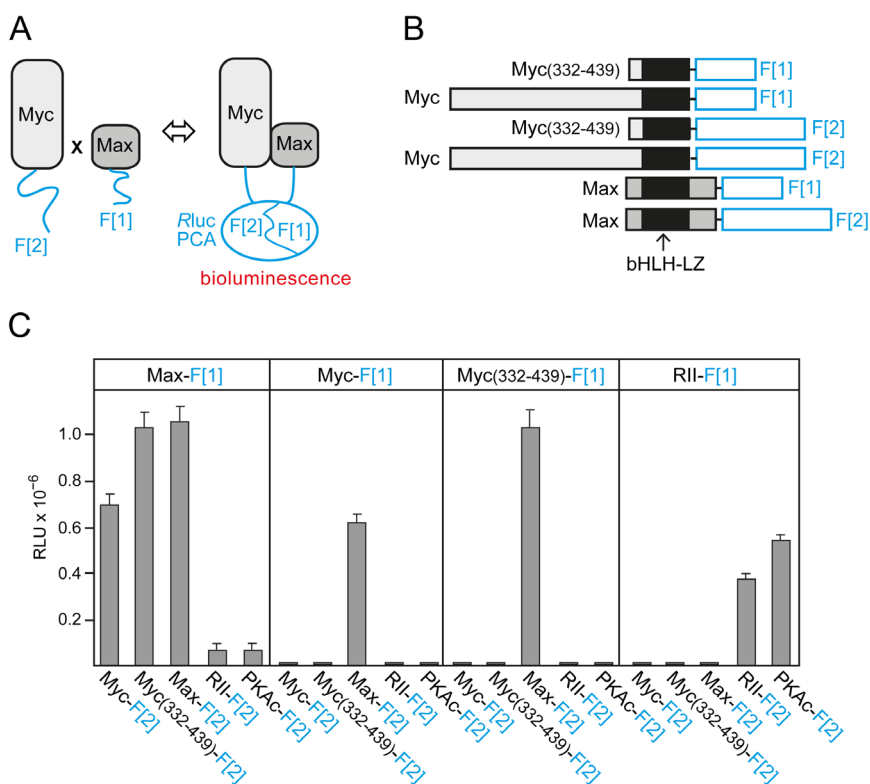 A
Myc
x
Max
F[2]
F[1]
Myc
Max
Rluc
PCA
F[2]
F[1]
bioluminescence
B
Myc(332-439)
F[1]
Myc
F[1]
Myc(332-439)
F[2]
Myc
F[2]
Max
F[1]
Max
F[2]
bHLH-LZ
C
Max-F[1]
Myc-F[1]
Myc(332-439)-F[1]
RII-F[1]
RLU x 10⁻⁶
1.0
0.8
0.6
0.4
0.2
Myc-F[2]
Myc(332-439)-F[2]
Max-F[2]
RII-F[2]
PKAc-F[2]
Myc-F[2]
Myc(332-439)-F[2]
Max-F[2]
RII-F[2]
PKAc-F[2]
Myc-F[2]
Myc(332-439)-F[2]
Max-F[2]
RII-F[2]
PKAc-F[2]
Myc-F[2]
Myc(332-439)-F[2]
Max-F[2]
RII-F[2]
PKAc-F[2]